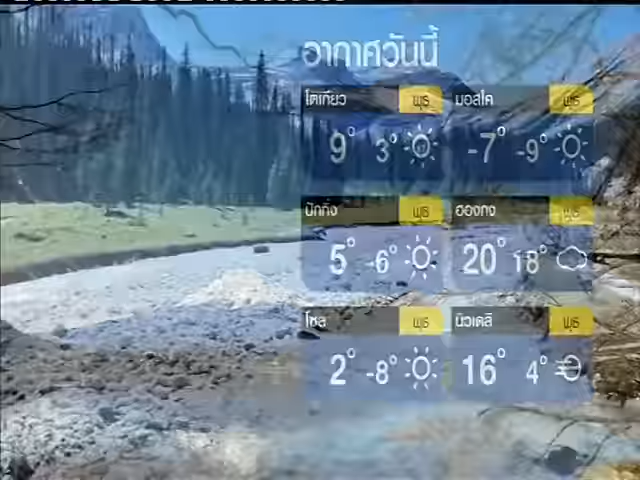 อากาศวันนี้
โตเกียว พุธ
9° 3°
มอสโค พุธ
-7° -9°
ปักกิ่ง พุธ
5° -6°
ฮ่องกง พุธ
20° 18°
โซล พุธ
2° -8°
นิวเดลี พุธ
16° 4°